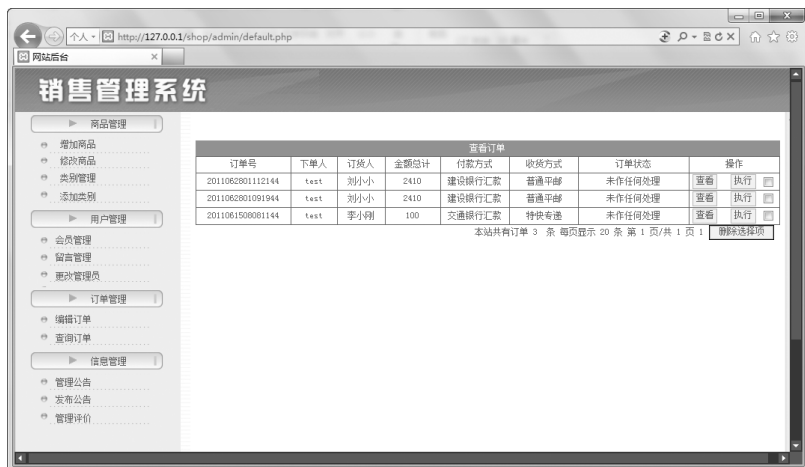 个人
http://127.0.0.1/shop/admin/default.php
网站后台
销售管理系统
商品管理
增加商品
修改商品
类别管理
添加类别
用户管理
会员管理
留言管理
更改管理员
订单管理
编辑订单
查询订单
信息管理
管理公告
发布公告
管理评价
查看订单
订单号 下单人 订货人 金额总计 付款方式 收货方式 订单状态 操作
2011062801112144 test 刘小小 2410 建设银行汇款 普通平邮 未作任何处理 查看 执行
2011062801091944 test 刘小小 2410 建设银行汇款 普通平邮 未作任何处理 查看 执行
2011061508081144 test 李小刚 100 交通银行汇款 特快专递 未作任何处理 查看 执行
本站共有订单 3 条 每页显示 20 条 第 1 页/共 1 页 1 删除选择项